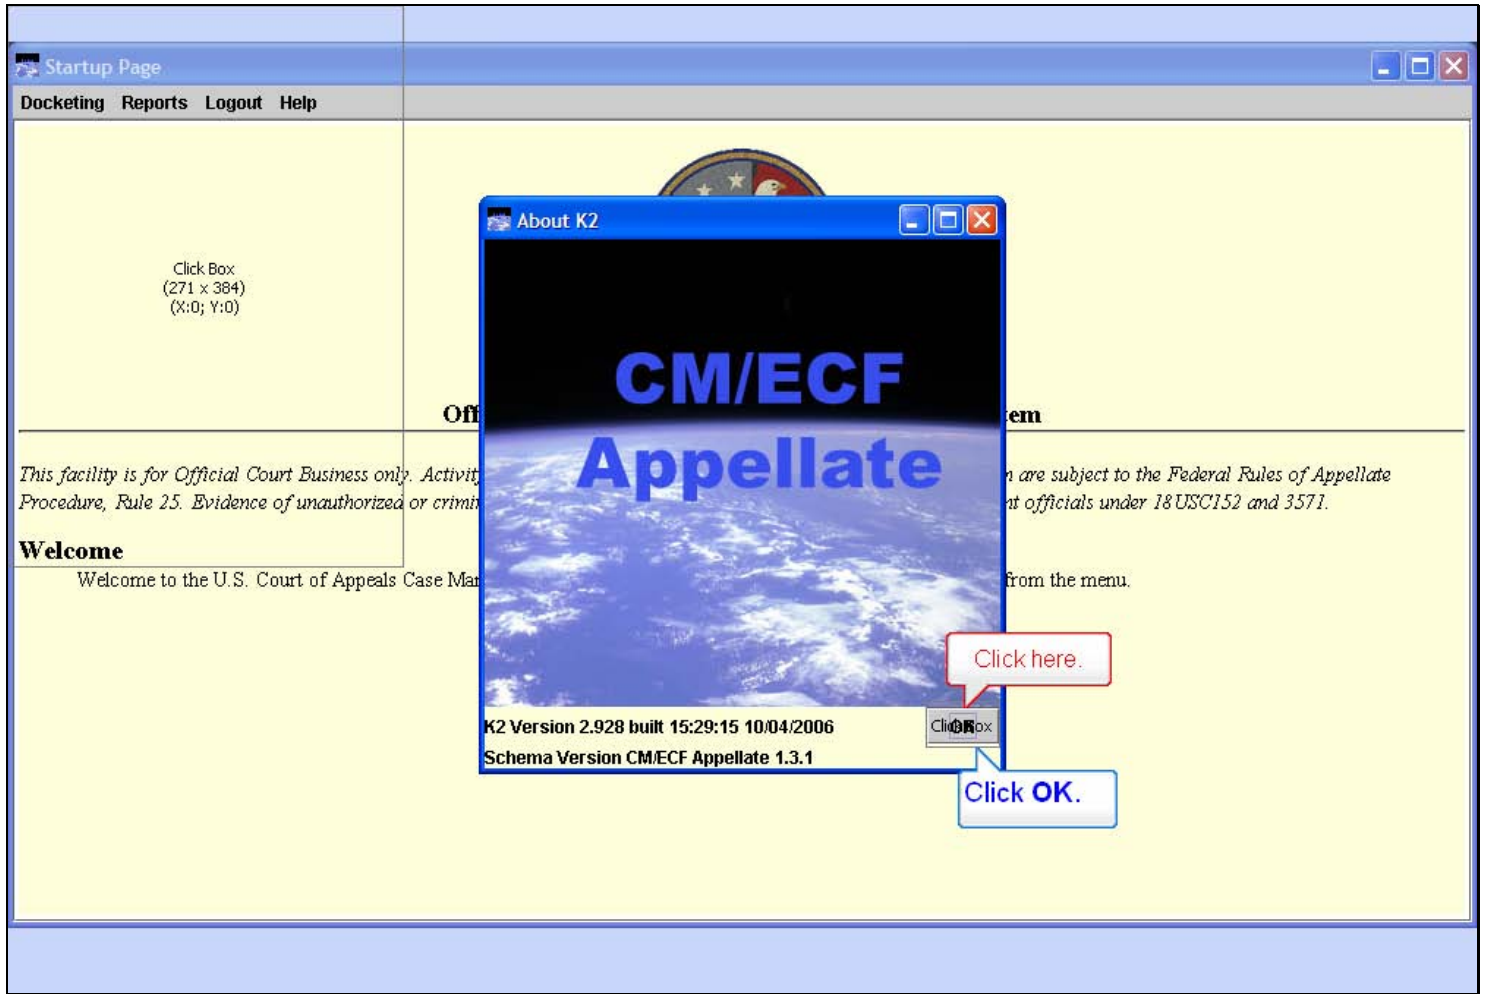 Startup Page
Docketing Reports Logout Help
About K2
Click Box
(271 x 384)
(X:0; Y:0)
CM/ECF
Appellate
Off em
This facility is for Official Court Business only. Activity are subject to the Federal Rules of Appellate
Procedure, Rule 25. Evidence of unauthorized or crimi officials under 18 USC152 and 3571.
Welcome
Welcome to the U.S. Court of Appeals Case Man from the menu.
Click here.
K2 Version 2.928 built 15:29:15 10/04/2006
OK
Schema Version CM/ECF Appellate 1.3.1
Click OK.